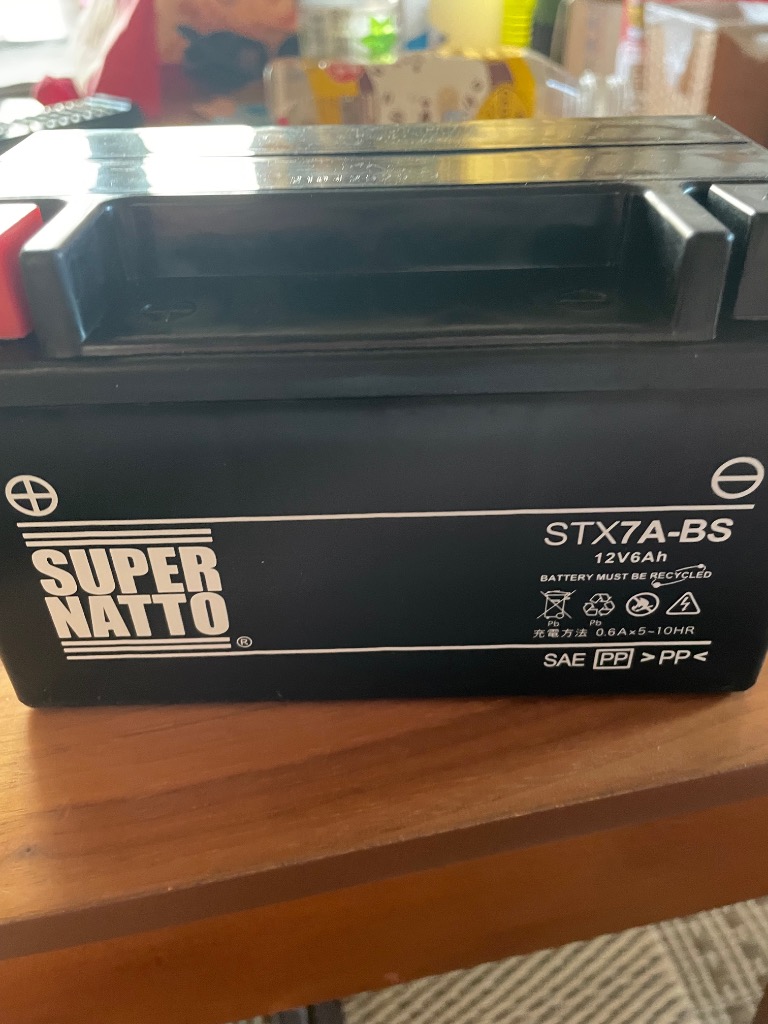 SUPER
NATTO
®
STX7A-BS
12V6Ah
BATTERY MUST BE RECYCLED
Pb Pb
充電方法 0.6A×5~10HR
SAE PP >PP<